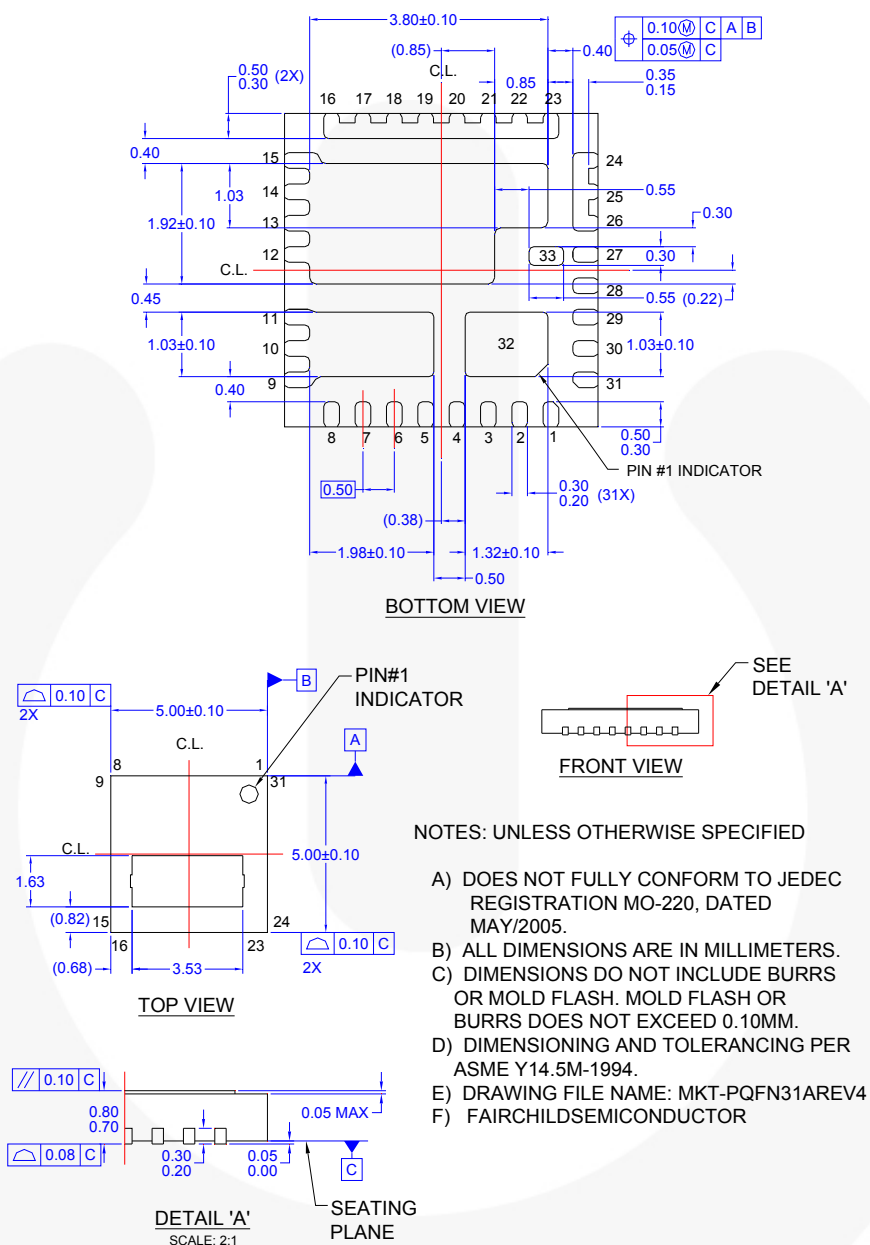 3.80±0.10
0.10Ⓜ C A B
0.05Ⓜ C
(0.85)
0.40
C.L.
0.50
0.30 (2X)
0.85
0.35
0.15
16 17 18 19 20 21 22 23
0.40
15
24
14
1.03
0.55
25
13
1.92±0.10
26
0.30
12
33
27
0.30
C.L.
28
0.55 (0.22)
0.45
11
29
10
1.03±0.10
32
30
1.03±0.10
9
0.40
31
8 7 6 5 4 3 2 1
0.50
0.30
PIN #1 INDICATOR
0.50
0.30
0.20 (31X)
(0.38)
1.98±0.10
1.32±0.10
0.50
BOTTOM VIEW
0.10 C
2X
B
PIN#1
INDICATOR
5.00±0.10
C.L.
A
8 1
9 31
C.L.
5.00±0.10
1.63
(0.82)
15 24
16 23
0.10 C
2X
(0.68)
3.53
TOP VIEW
SEE
DETAIL 'A'
FRONT VIEW
NOTES: UNLESS OTHERWISE SPECIFIED
A) DOES NOT FULLY CONFORM TO JEDEC
REGISTRATION MO-220, DATED
MAY/2005.
B) ALL DIMENSIONS ARE IN MILLIMETERS.
C) DIMENSIONS DO NOT INCLUDE BURRS
OR MOLD FLASH. MOLD FLASH OR
BURRS DOES NOT EXCEED 0.10MM.
D) DIMENSIONING AND TOLERANCING PER
ASME Y14.5M-1994.
E) DRAWING FILE NAME: MKT-PQFN31AREV4
F) FAIRCHILDSEMICONDUCTOR
// 0.10 C
0.80
0.70
0.05 MAX
0.08 C
0.30
0.20
0.05
0.00
C
SEATING
PLANE
DETAIL 'A'
SCALE: 2:1